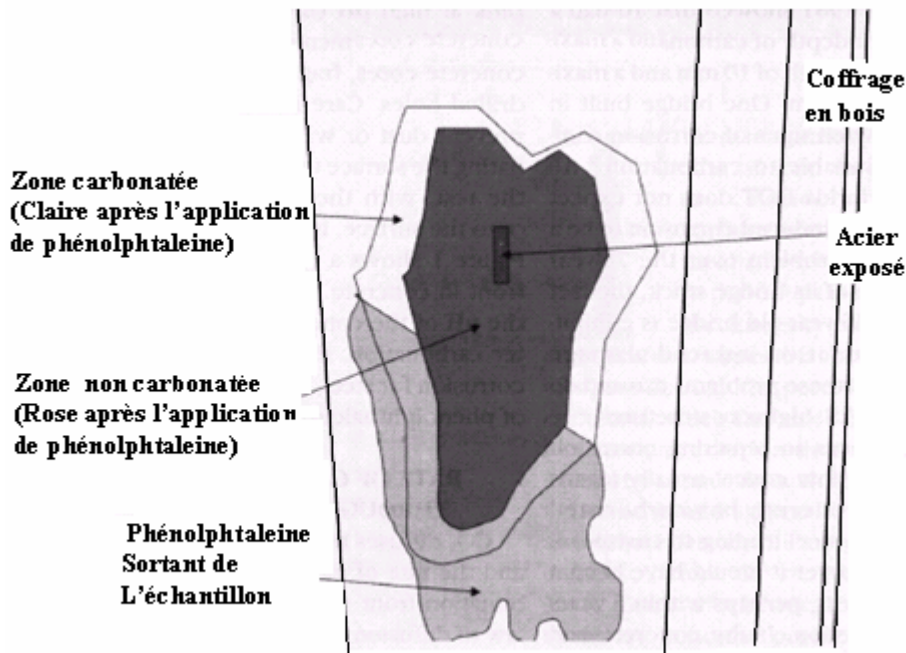 Coffrage
en bois
Zone carbonatée
(Claire après l'application
de phénolphtaleine)
Acier
exposé
Zone non carbonatée
(Rose après l'application
de phénolphtaleine)
Phénolphtaleine
Sortant de
L'échantillon